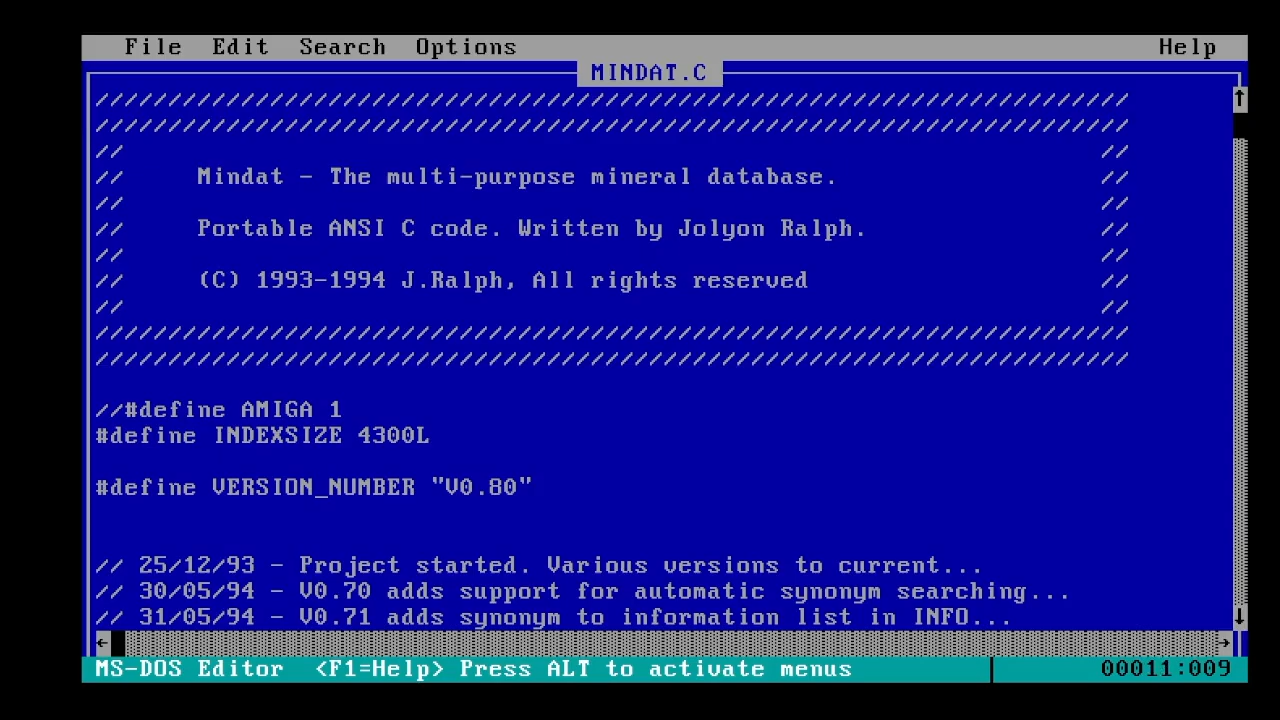 File Edit Search Options Help
MINDAT.C
///////////////////////////////////////////////////////////////////////
///////////////////////////////////////////////////////////////////////
// //
// Mindat - The multi-purpose mineral database. //
// //
// Portable ANSI C code. Written by Jolyon Ralph. //
// //
// (C) 1993-1994 J.Ralph, All rights reserved //
// //
///////////////////////////////////////////////////////////////////////
///////////////////////////////////////////////////////////////////////
//#define AMIGA 1
#define INDEXSIZE 4300L
#define VERSION_NUMBER "V0.80"
// 25/12/93 - Project started. Various versions to current...
// 30/05/94 - V0.70 adds support for automatic synonym searching...
// 31/05/94 - V0.71 adds synonym to information list in INFO...
MS-DOS Editor <F1=Help> Press ALT to activate menus 00011:009